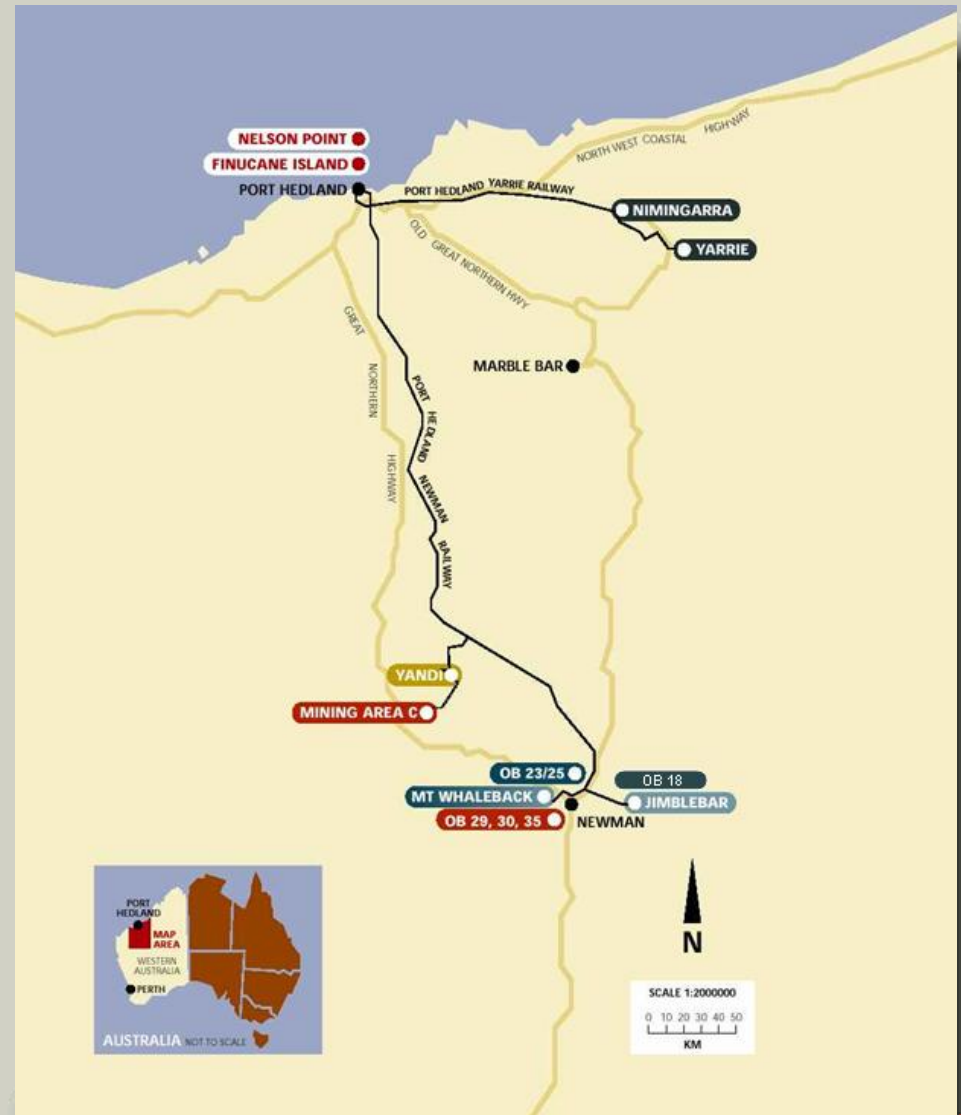 NORTH WEST COASTAL HIGHWAY
NELSON POINT
FINUCANE ISLAND
PORT HEDLAND
PORT HEDLAND YARRIE RAILWAY
NIMINGARRA
YARRIE
OLD GREAT NORTHERN HWY
GREAT NORTHERN HIGHWAY
MARBLE BAR
PORT HEDLAND NEWMAN RAILWAY
YANDI
MINING AREA C
OB 23/25
OB 18
MT WHALEBACK
JIMBLEBAR
OB 29, 30, 35
NEWMAN
PORT
HEDLAND
MAP
AREA
WESTERN
AUSTRALIA
PERTH
AUSTRALIA NOT TO SCALE
N
SCALE 1:2000000
0 10 20 30 40 50
KM